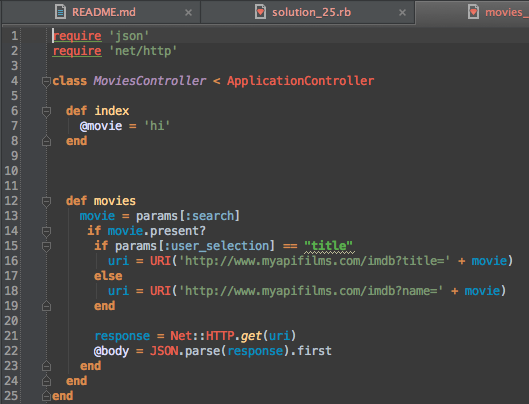 README.md solution_25.rb movies_
1 require 'json'
2 require 'net/http'
3
4 class MoviesController < ApplicationController
5
6   def index
7     @movie = 'hi'
8   end
9
10
11
12   def movies
13     movie = params[:search]
14      if movie.present?
15       if params[:user_selection] == "title"
16         uri = URI('http://www.myapifilms.com/imdb?title=' + movie)
17       else
18         uri = URI('http://www.myapifilms.com/imdb?name=' + movie)
19       end
20
21       response = Net::HTTP.get(uri)
22       @body = JSON.parse(response).first
23     end
24   end
25 end